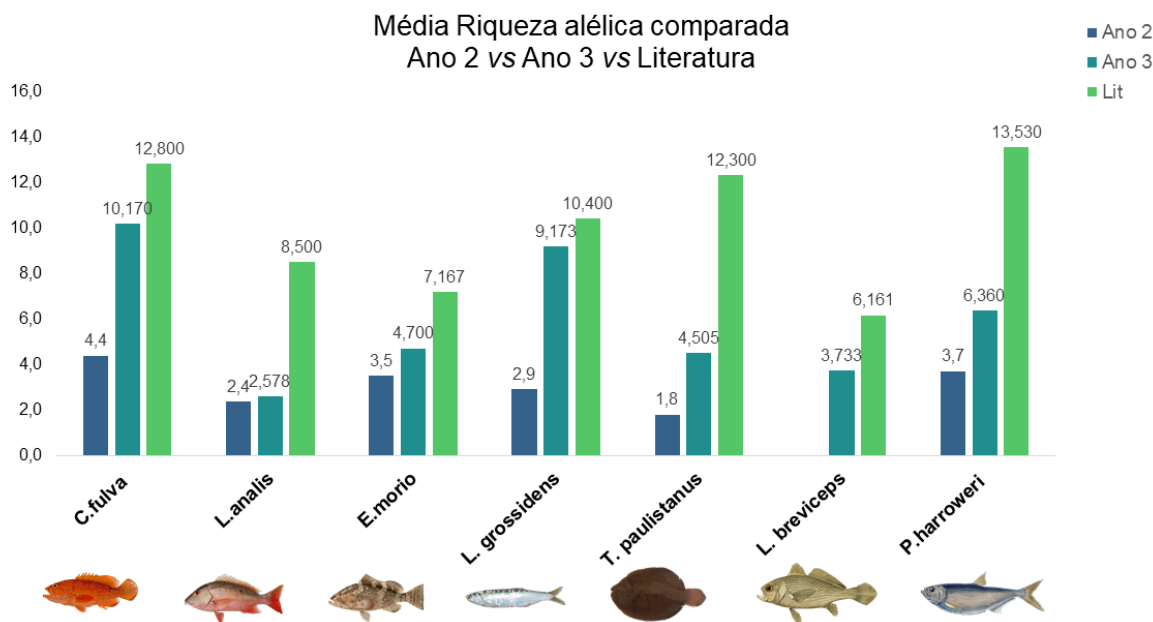 Média Riqueza alélica comparada
Ano 2 vs Ano 3 vs Literatura
Ano 2
Ano 3
Lit
16,0
14,0
12,0
10,0
8,0
6,0
4,0
2,0
0,0
4,4
10,170
12,800
2,4
2,578
8,500
3,5
4,700
7,167
2,9
9,173
10,400
1,8
4,505
12,300
3,733
6,161
3,7
6,360
13,530
C.fulva
L.analis
E.morio
L. grossidens
T. paulistanus
L. breviceps
P.harroweri